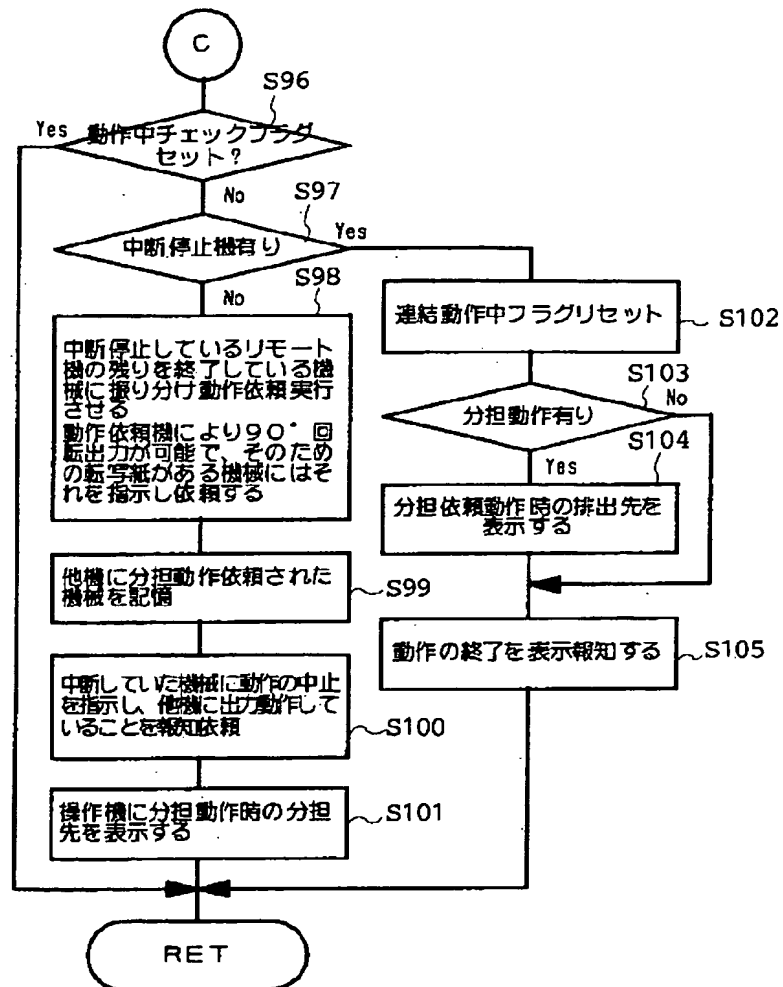 C
S96
Yes
動作中チェックフラグ
セット?
No
S97
Yes
中断停止機有り
No
S98
中断停止しているリモート
機の残りを終了している機
械に振り分け動作依頼実行
させる
動作依頼機により90°回
転出力が可能で、そのため
の転写紙がある機械にはそ
れを指示し依頼する
他機に分担動作依頼された
機械を記憶
S99
中断していた機械に動作の中止
を指示し、他機に出力動作して
いることを報知依頼
S100
操作機に分担動作時の分担
先を表示する
S101
連結動作中フラグリセット
S102
S103
No
分担動作有り
Yes
S104
分担依頼動作時の排出先を
表示する
動作の終了を表示報知する
S105
RET